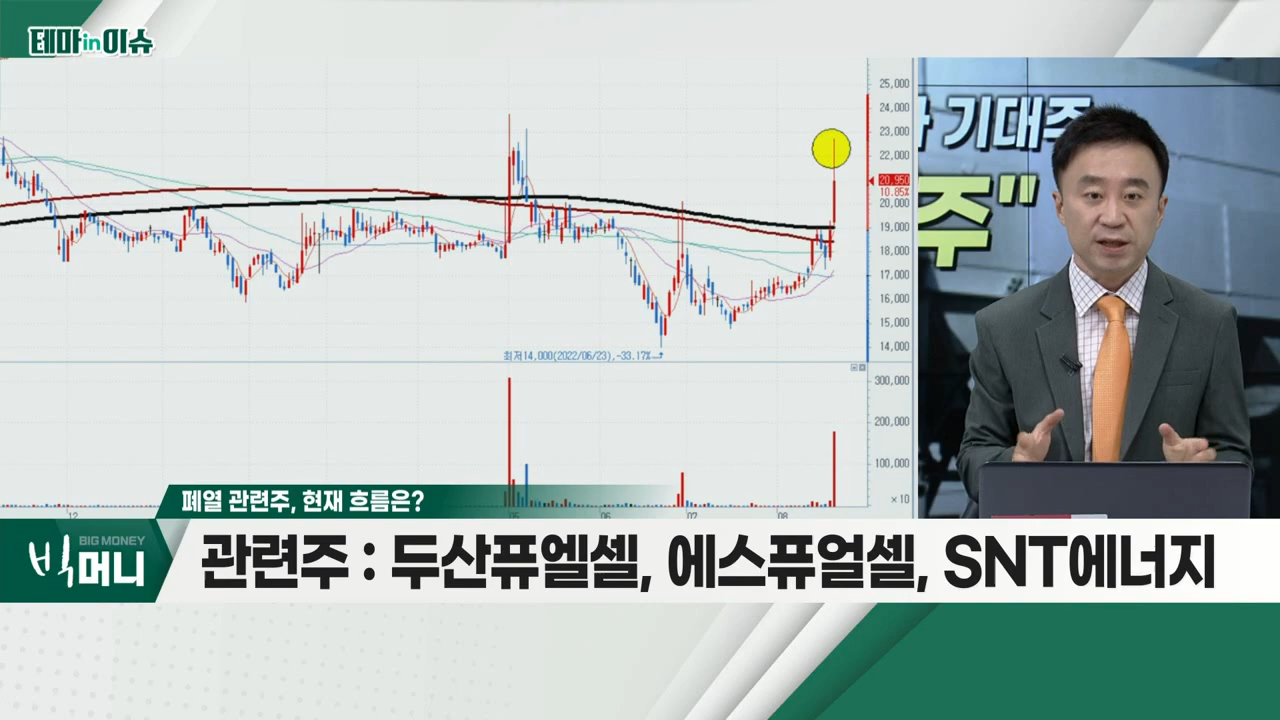 테마in이슈
기대주
주"
25,000
24,000
23,000
22,000
20,950
10.85%
20,000
19,000
18,000
17,000
16,000
15,000
14,000
최저14,000(2022/06/23),-33.17%
300,000
200,000
100,000
×10
12
05
06
07
08
폐열 관련주, 현재 흐름은?
BIG MONEY
빅머니
관련주 : 두산퓨엘셀, 에스퓨얼셀, SNT에너지